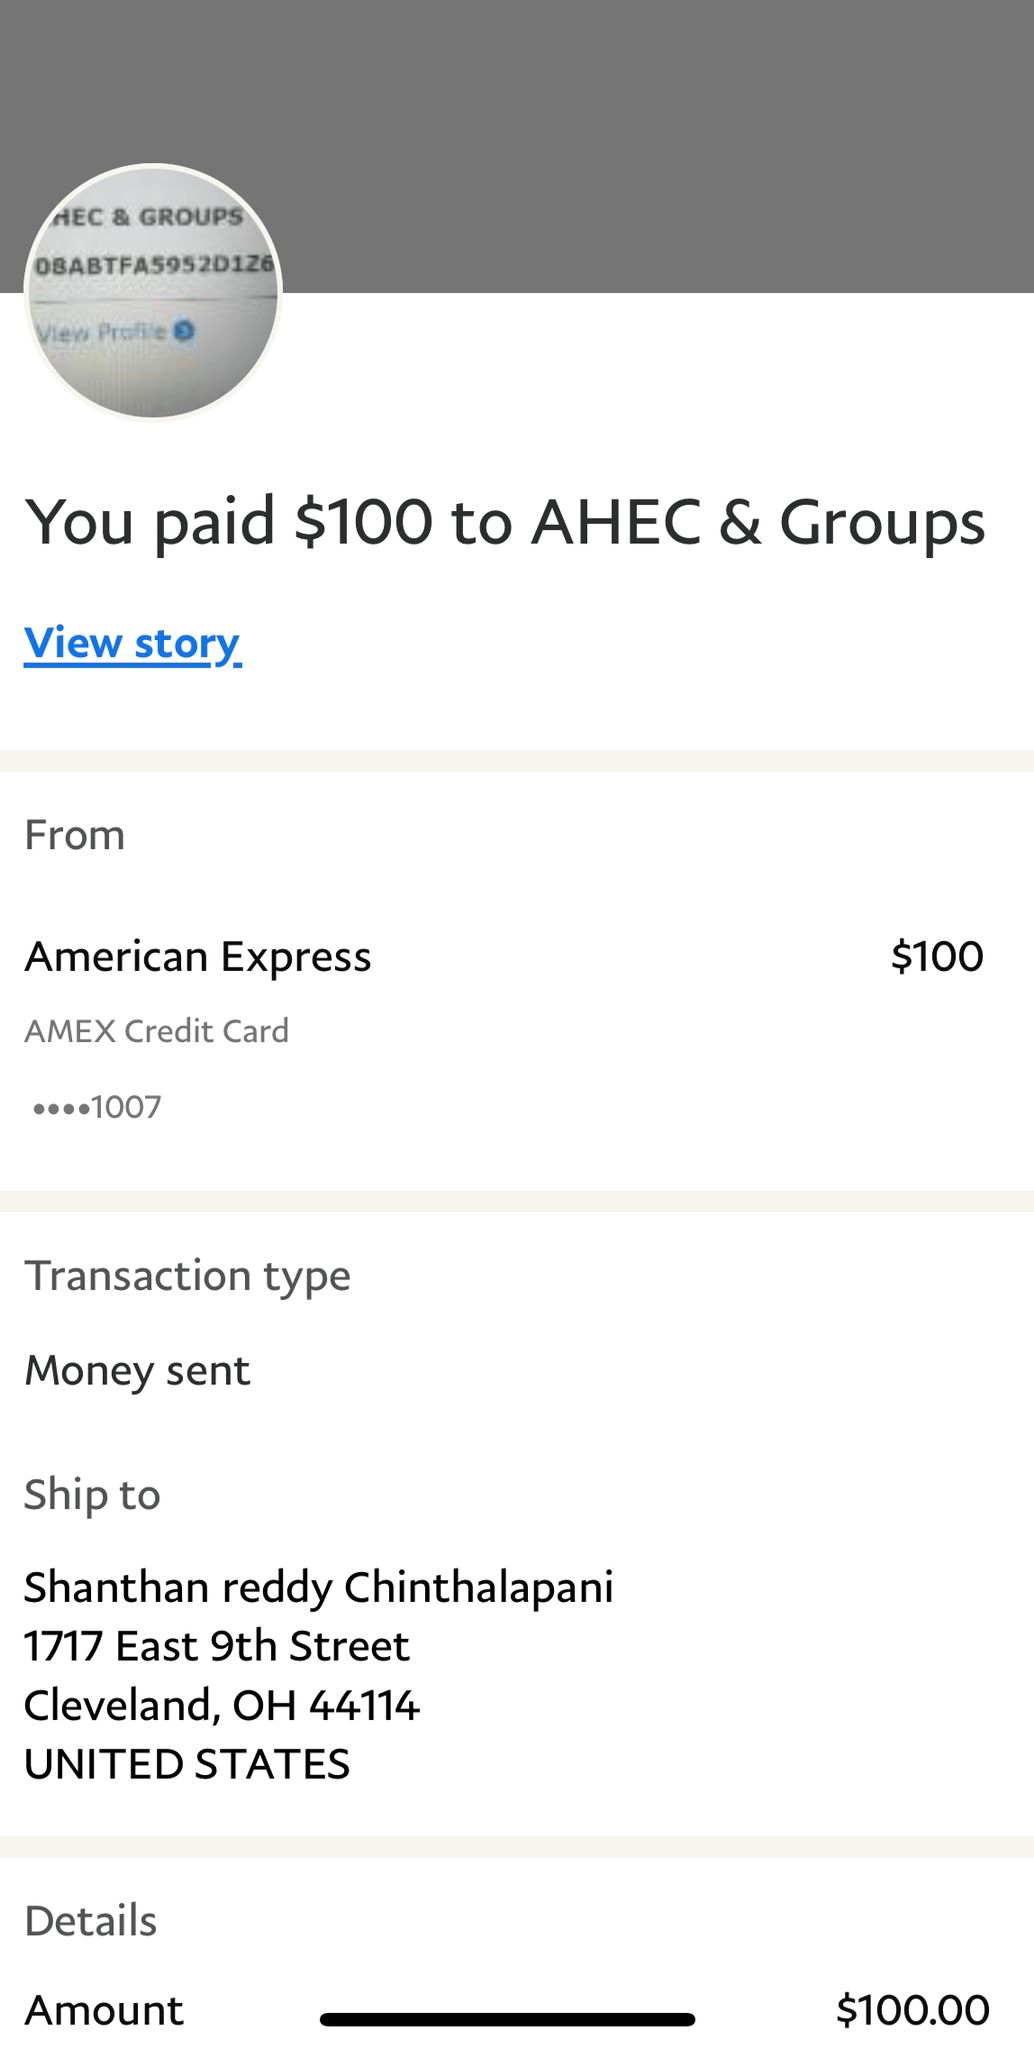 HEC & GROUPS
08ABTFA5952D1Z6
View Profile
You paid $100 to AHEC & Groups
View story
From
American Express $100
AMEX Credit Card
••••1007
Transaction type
Money sent
Ship to
Shanthan reddy Chinthalapani
1717 East 9th Street
Cleveland, OH 44114
UNITED STATES
Details
Amount $100.00